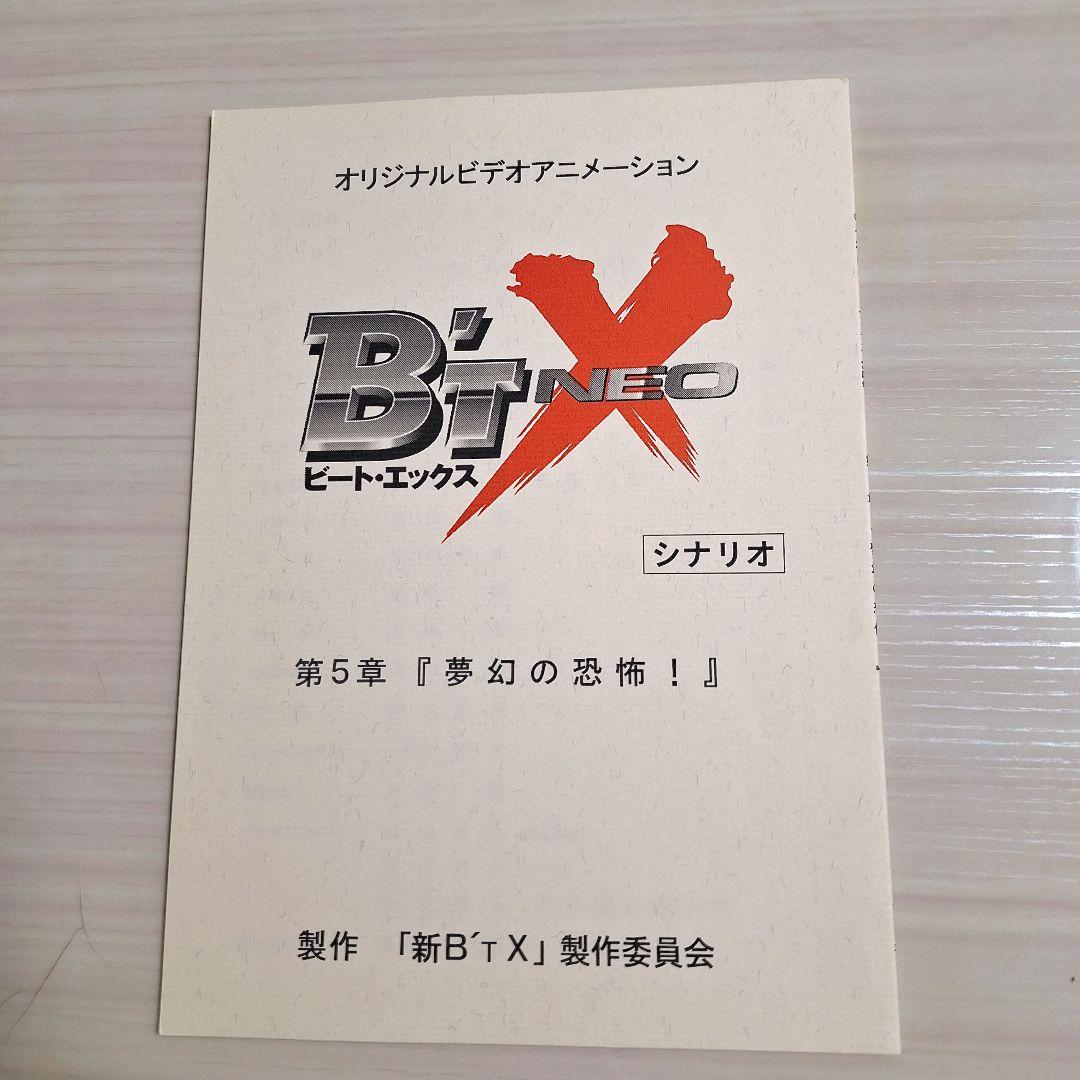 オリジナルビデオアニメーション
B'T X NEO
ビート・エックス
シナリオ
第5章『夢幻の恐怖！』
製作 「新B´T X」製作委員会